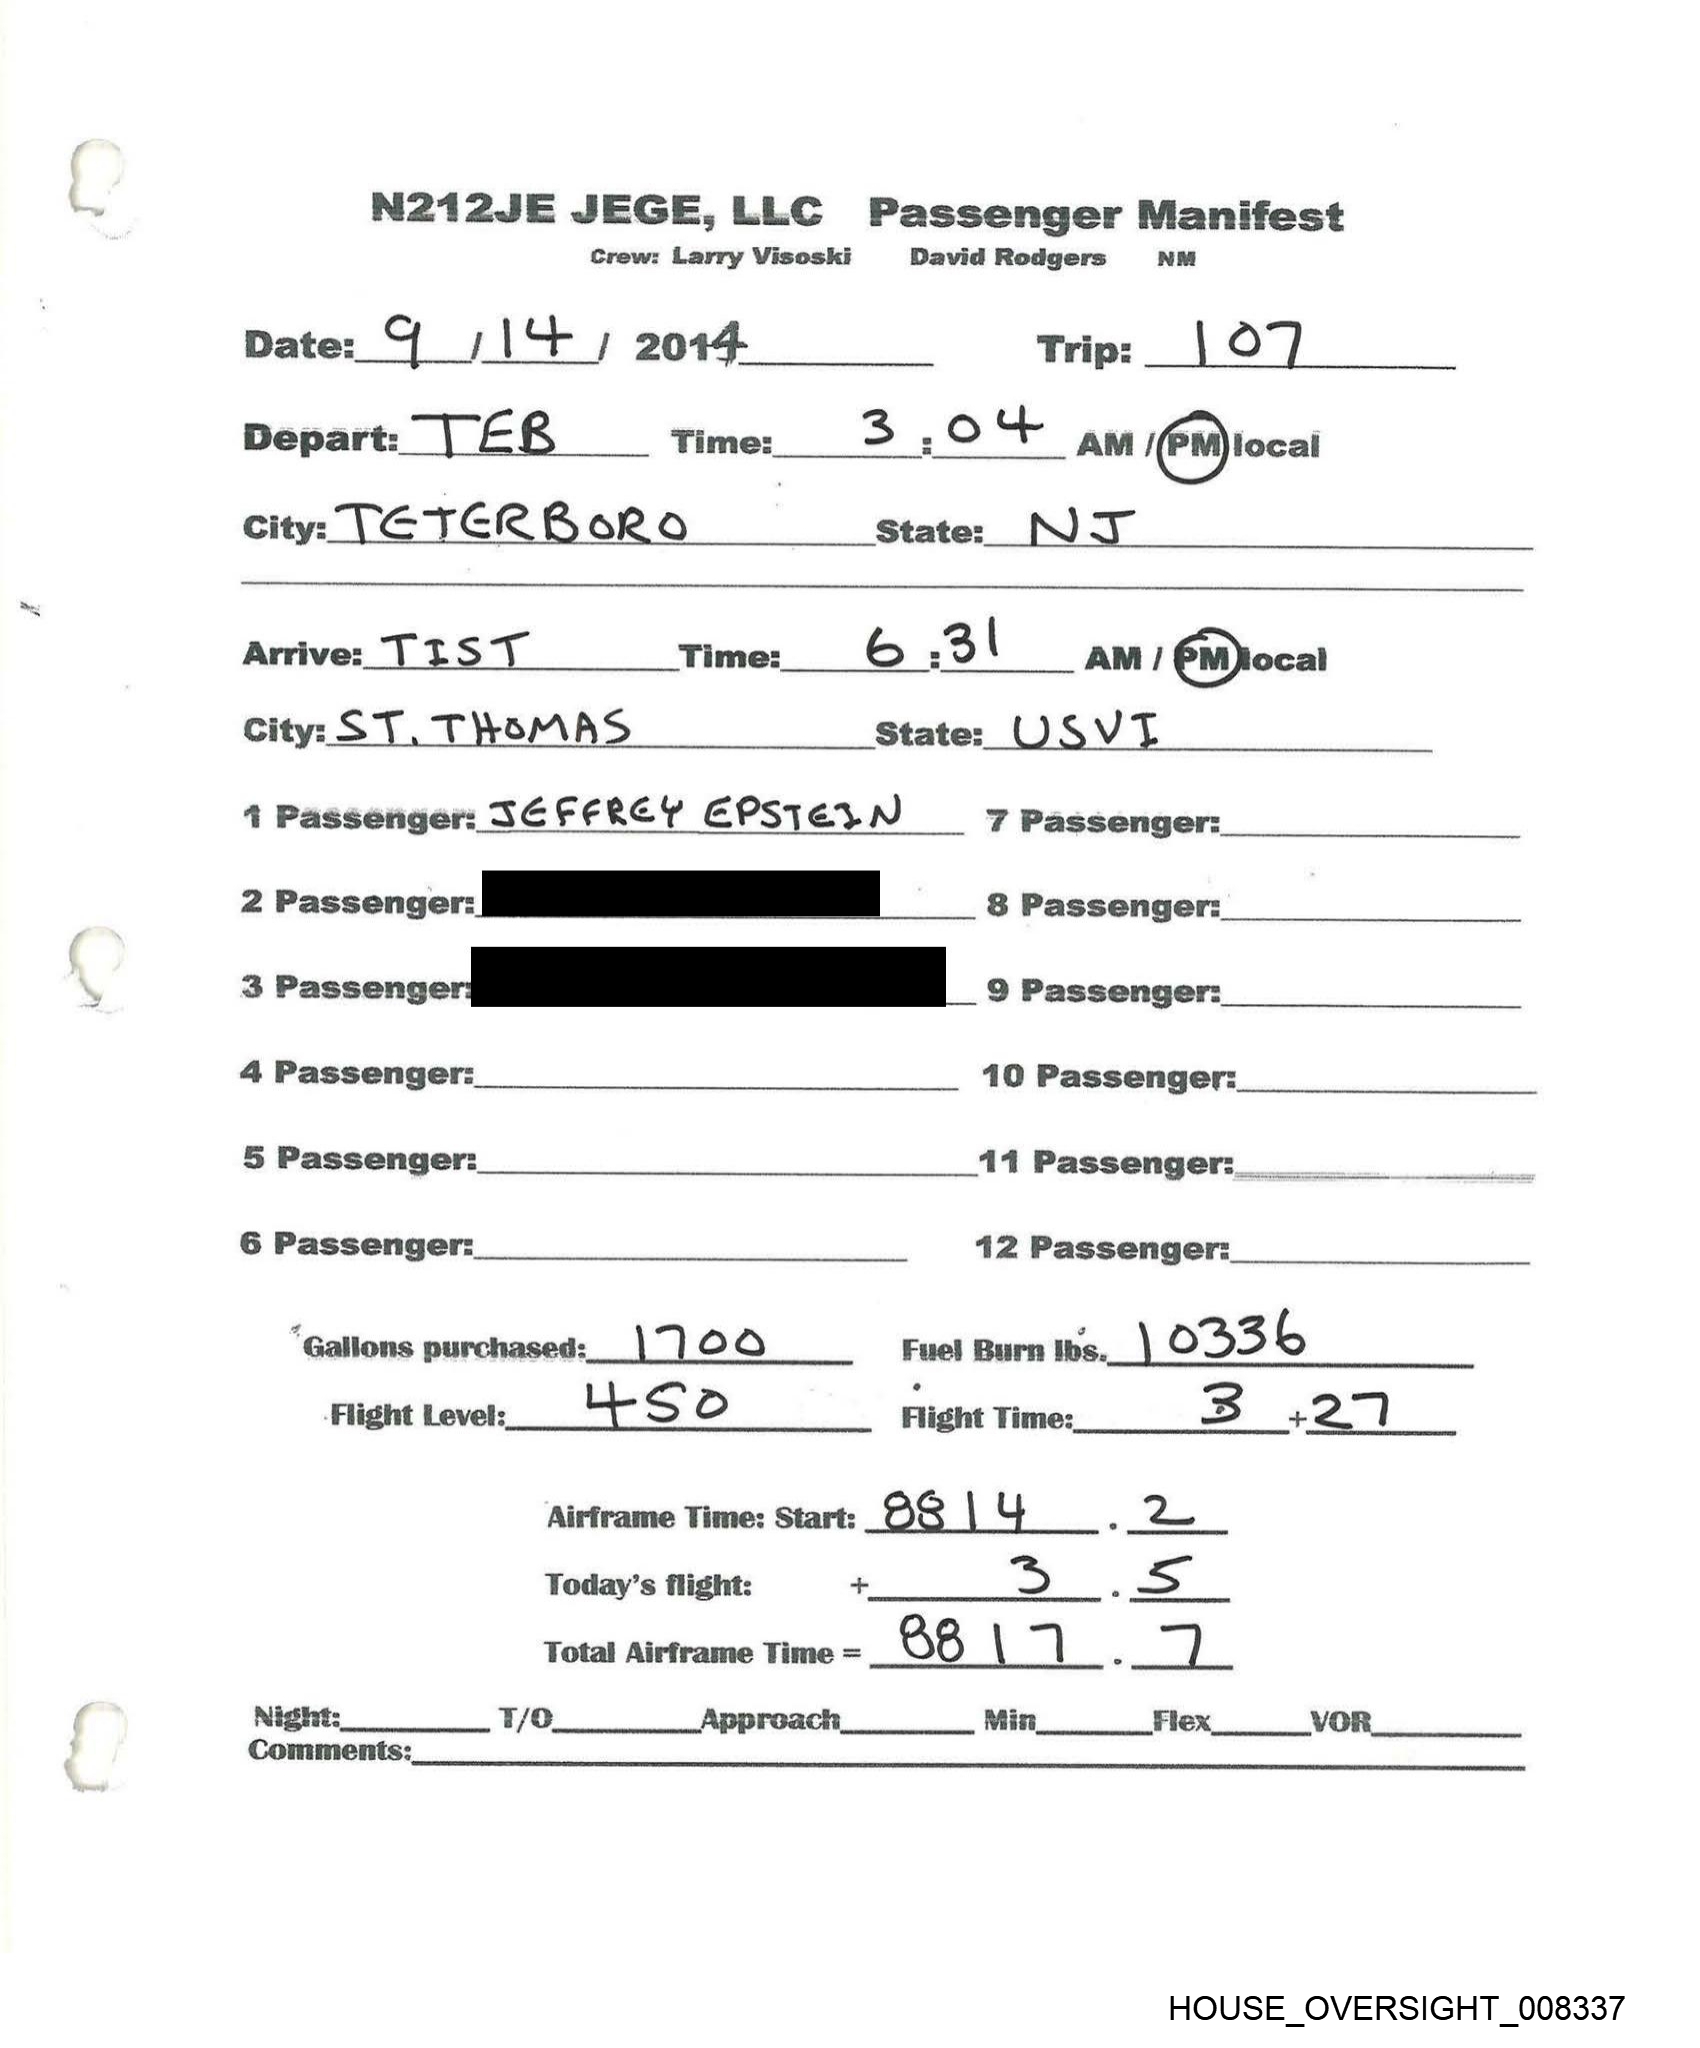 N212JE JEGE, LLC Passenger Manifest
Crew: Larry Visoski David Rodgers NM
Date: 9 / 14 / 2014 Trip: 107
Depart: TEB Time: 3 : 04 AM / PM local
City: TETERBORO State: NJ
Arrive: TIST Time: 6 : 31 AM / PM local
City: ST. THOMAS State: USVI
1 Passenger: JEFFREY EPSTEIN 7 Passenger:
2 Passenger: 8 Passenger:
3 Passenger: 9 Passenger:
4 Passenger: 10 Passenger:
5 Passenger: 11 Passenger:
6 Passenger: 12 Passenger:
Gallons purchased: 1700 Fuel Burn lbs. 10336
Flight Level: 450 Flight Time: 3 + 27
Airframe Time: Start: 8814 . 2
Today's flight: + 3 . 5
Total Airframe Time = 8817 . 7
Night: T/O Approach Min Flex VOR
Comments:
HOUSE_OVERSIGHT_008337